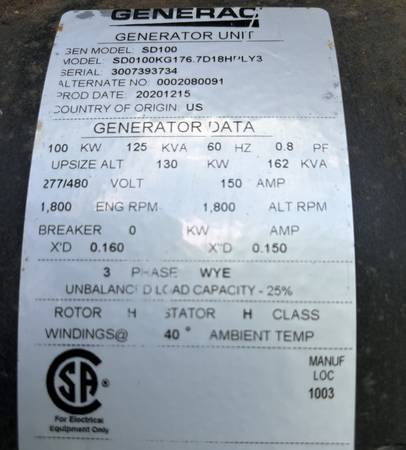 GENERAC
GENERATOR UNIT
GEN MODEL: SD100
MODEL: SD0100KG176.7D18HPLY3
SERIAL: 3007393734
ALTERNATE NO: 0002080091
PROD DATE: 20201215
COUNTRY OF ORIGIN: US
GENERATOR DATA
100 KW 125 KVA 60 HZ 0.8 PF
UPSIZE ALT 130 KW 162 KVA
277/480 VOLT 150 AMP
1,800 ENG RPM 1,800 ALT RPM
BREAKER 0 KW AMP
X'D 0.160 X"D 0.150
3 PHASE WYE
UNBALANCED LOAD CAPACITY - 25%
ROTOR H STATOR H CLASS
WINDINGS@ 40 ° AMBIENT TEMP
SA
For Electrical
Equipment Only
MANUF
LOC
1003